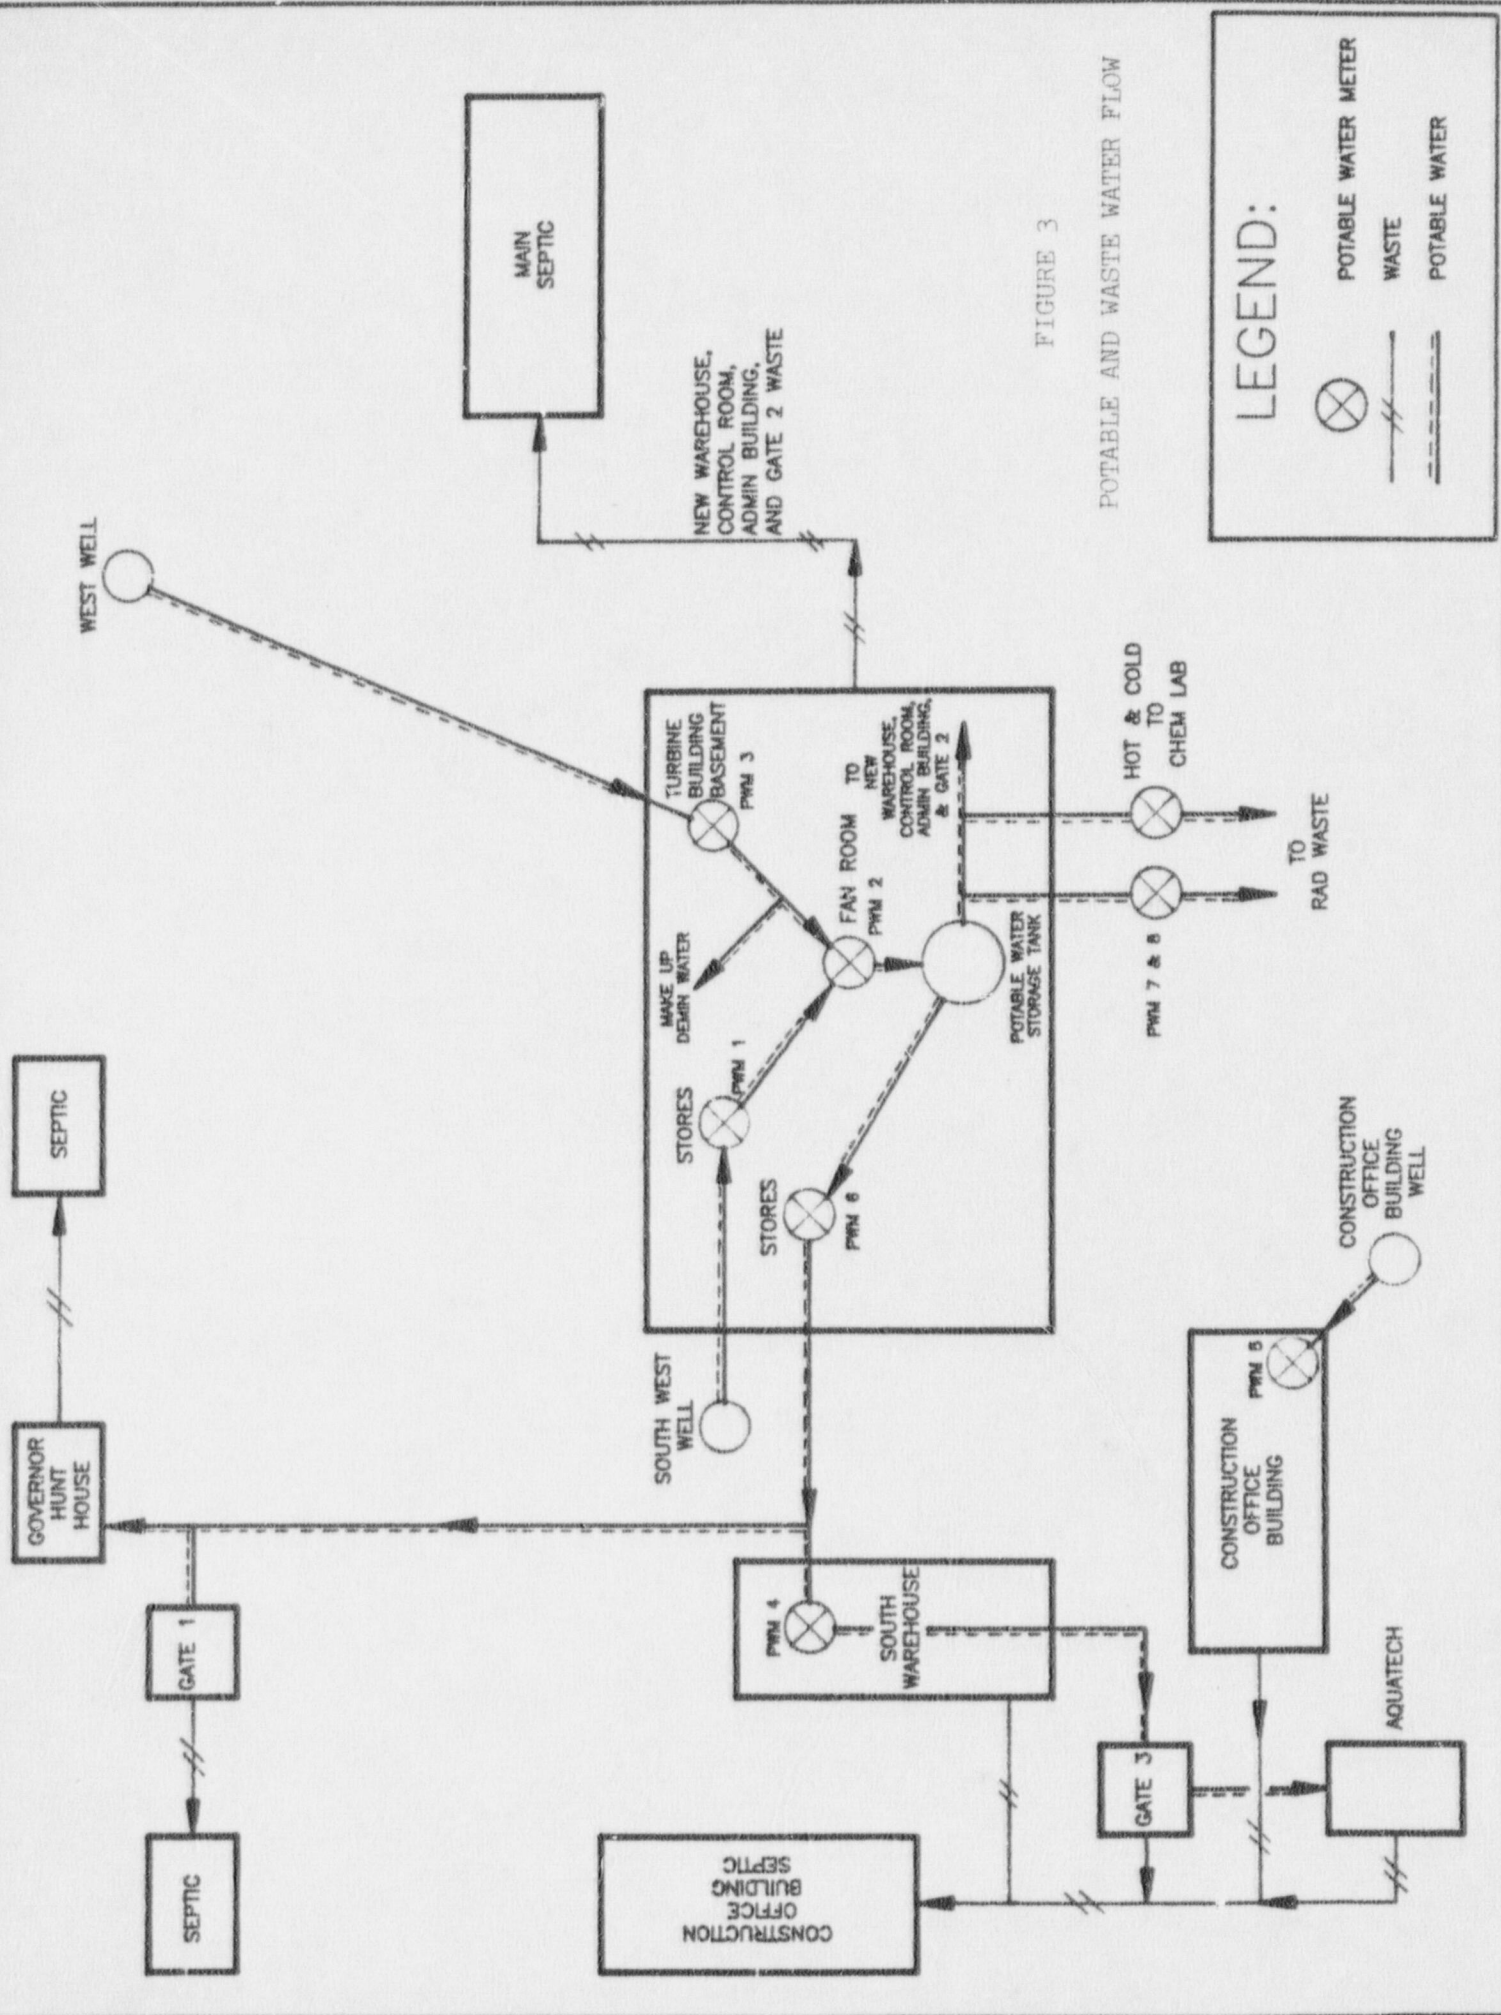 WEST WELL
MAIN
SEPTIC
NEW WAREHOUSE,
CONTROL ROOM,
ADMIN BUILDING,
AND GATE 2 WASTE
SEPTIC
GOVERNOR
HUNT
HOUSE
GATE 1
SEPTIC
TURBINE
BUILDING
BASEMENT
PWM 3
MAKE UP
DEMIN WATER
FAN ROOM
PWM 2
TO
NEW
WAREHOUSE,
CONTROL ROOM,
ADMIN BUILDING,
& GATE 2
STORES
PWM 1
POTABLE WATER
STORAGE TANK
STORES
PWM 6
SOUTH WEST
WELL
PWM 4
SOUTH
WAREHOUSE
HOT & COLD
TO
CHEM LAB
PWM 7 & 8
TO
RAD WASTE
CONSTRUCTION
OFFICE
BUILDING
WELL
PWM 5
CONSTRUCTION
OFFICE
BUILDING
GATE 3
AQUATECH
CONSTRUCTION
OFFICE
BUILDING
SEPTIC
FIGURE 3
POTABLE AND WASTE WATER FLOW
LEGEND:
POTABLE WATER METER
WASTE
POTABLE WATER